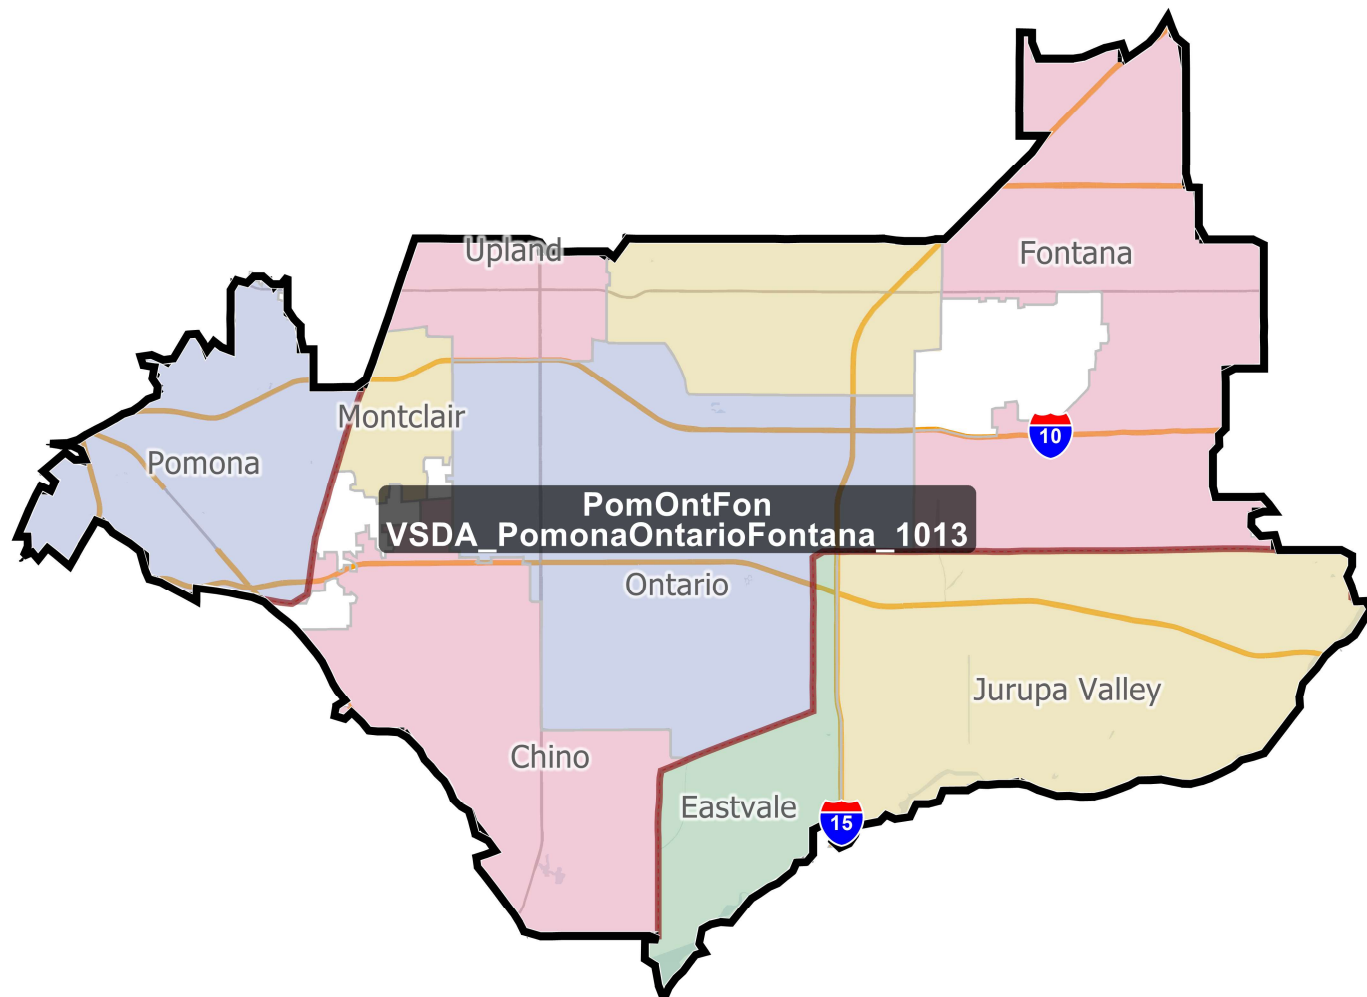 Upland
Fontana
Montclair
10
Pomona
PomOntFon
VSDA_PomonaOntarioFontana_1013
Ontario
Jurupa Valley
Chino
Eastvale
15